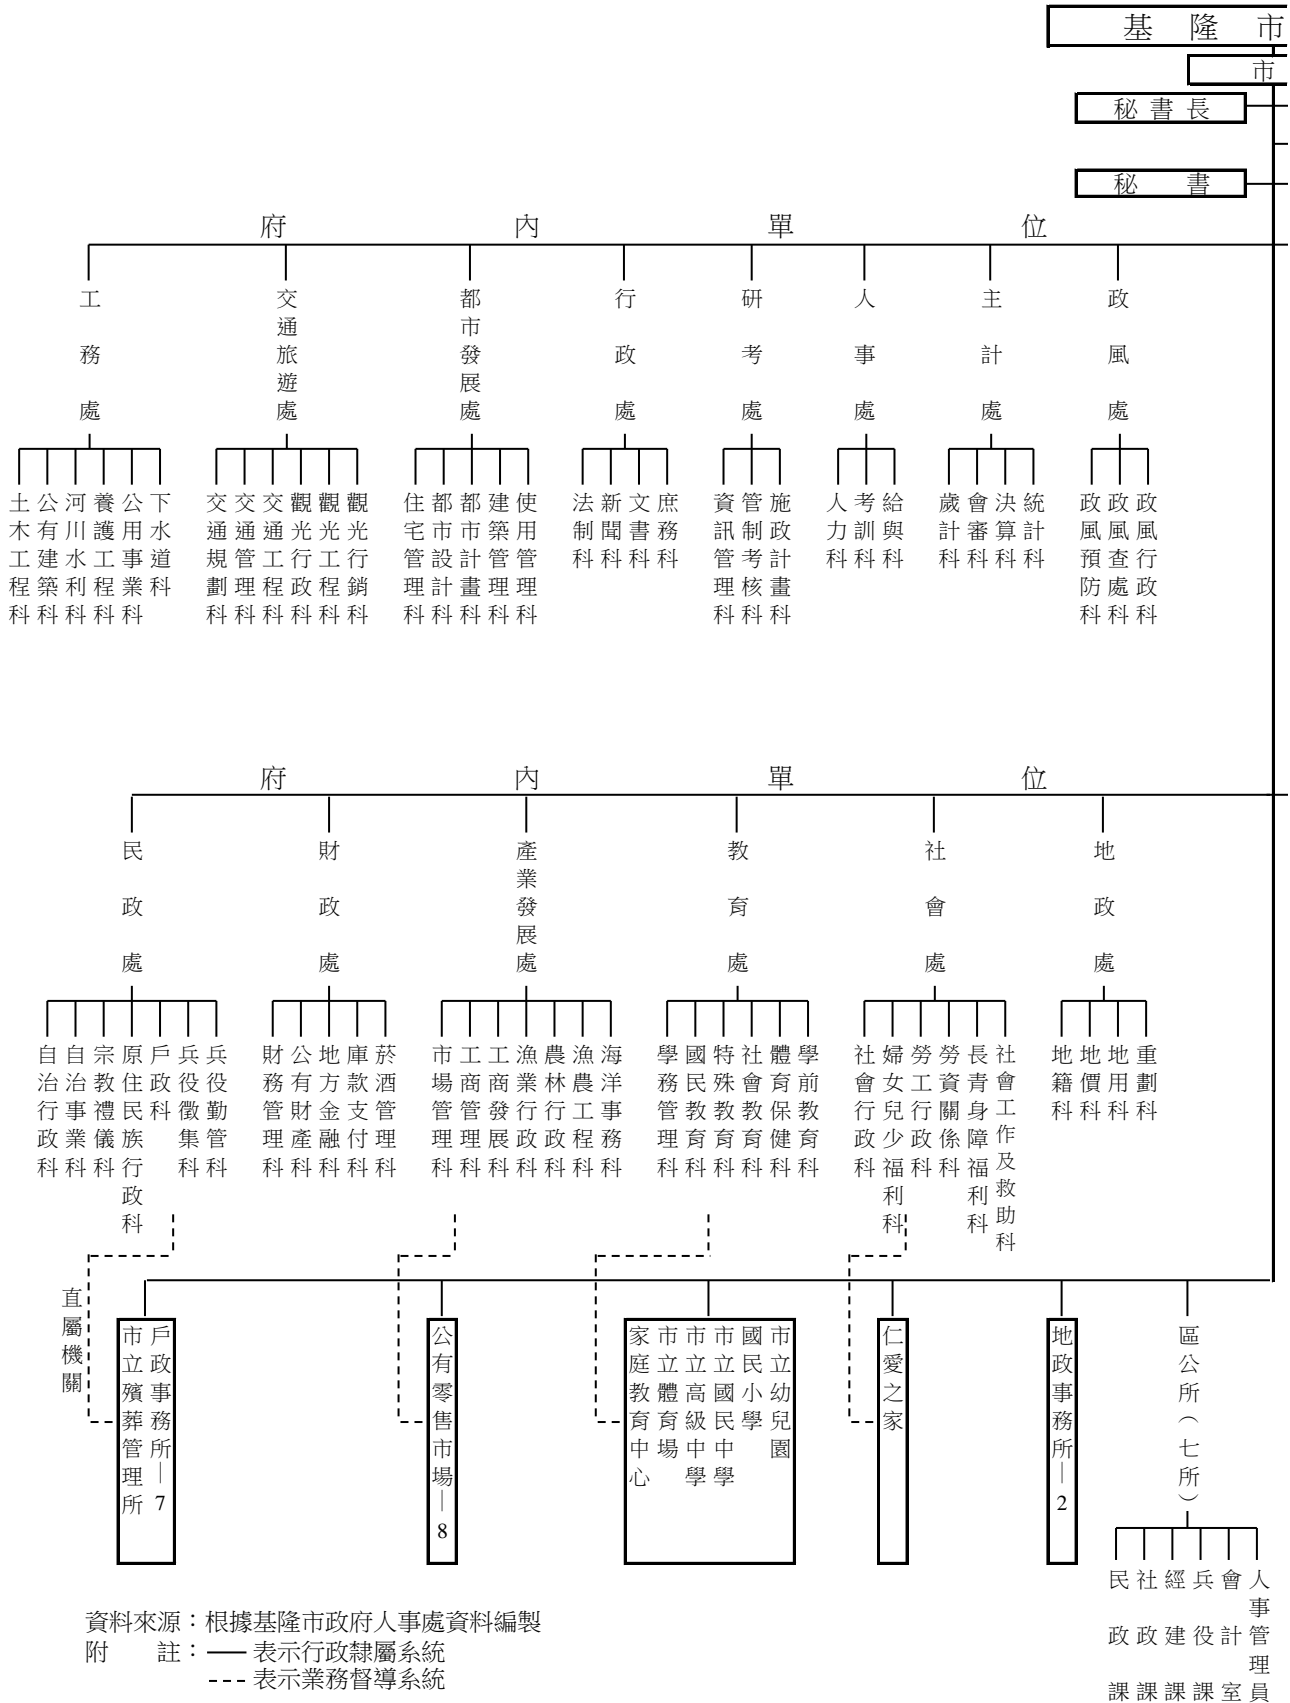 基隆市
市
秘書長
秘書
府內單位
工務處
土木工程科
公有建築科
河川水利科
養護工程科
公用事業科
下水道科
交通旅遊處
交通規劃科
交通管理科
交通工程科
觀光行政科
觀光工程科
觀光行銷科
都市發展處
住宅管理科
都市設計科
都市計畫科
建築管理科
使用管理科
行政處
法制科
新聞科
文書科
庶務科
研考處
資訊管理科
管制考核科
施政計畫科
人事處
人力科
考訓科
給與科
主計處
歲計科
會審科
決算科
統計科
政風處
政風預防科
政風查處科
政風行政科
府內單位
民政處
自治行政科
自治事業科
宗教禮儀科
原住民族行政科
戶政科
兵役徵集科
兵役勤管科
財政處
財務管理科
公有財產科
地方金融科
庫款支付科
菸酒管理科
產業發展處
市場管理科
工商管理科
工商發展科
漁業行政科
農林行政科
漁農工程科
海洋事務科
教育處
學務管理科
國民教育科
特殊教育科
社會教育科
體育保健科
學前教育科
社會處
社會行政科
婦女兒少福利科
勞工行政科
勞資關係科
長青身障福利科
社會工作及救助科
地政處
地籍科
地價科
地用科
重劃科
直屬機關
市立殯葬管理所
戶政事務所—7
公有零售市場—8
家庭教育中心
市立體育場
市立高級中學
市立國民中學
國民小學
市立幼兒園
仁愛之家
地政事務所—2
區公所（七所）
民政課
社政課
經建課
兵役課
會計室
人事管理員
資料來源：根據基隆市政府人事處資料編製
附　　註：—— 表示行政隸屬系統
--- 表示業務督導系統